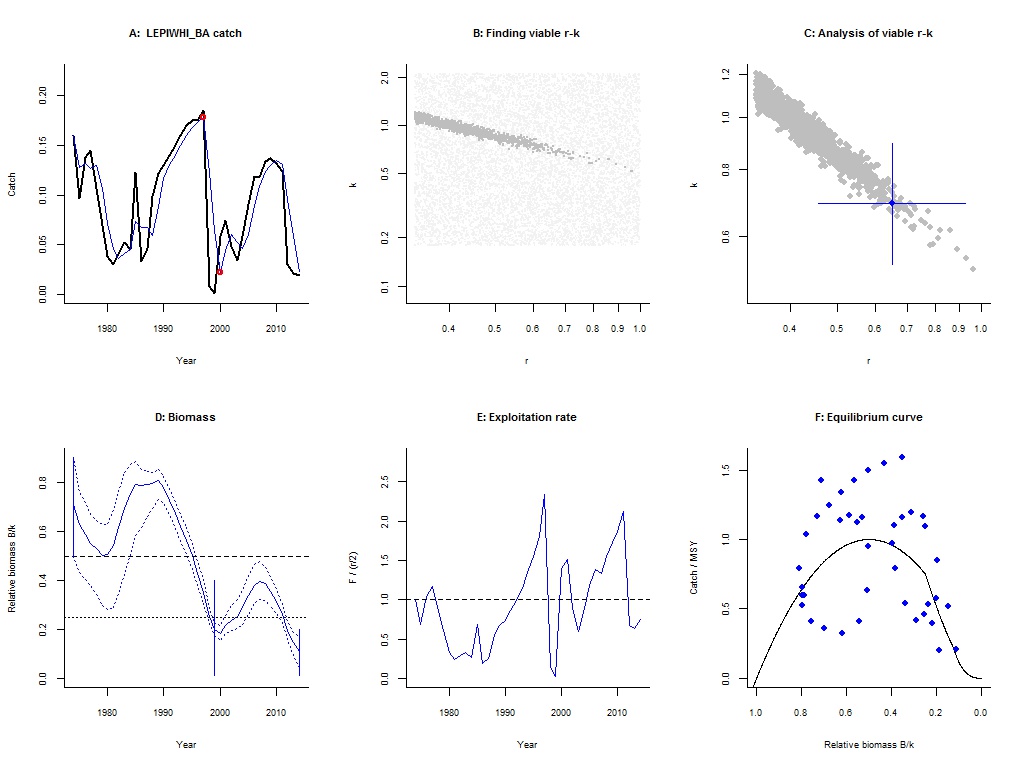 A:  LEPIWHI_BA catch
Catch
0.00 0.05 0.10 0.15 0.20
1980 1990 2000 2010
Year
B: Finding viable r-k
k
0.1 0.2 0.5 1.0 2.0
0.4 0.5 0.6 0.7 0.8 0.9 1.0
r
C: Analysis of viable r-k
k
0.6 0.8 1.0 1.2
0.4 0.5 0.6 0.7 0.8 0.9 1.0
r
D: Biomass
Relative biomass B/k
0.0 0.2 0.4 0.6 0.8
1980 1990 2000 2010
Year
E: Exploitation rate
F / (r/2)
0.0 0.5 1.0 1.5 2.0 2.5
1980 1990 2000 2010
Year
F: Equilibrium curve
Catch / MSY
0.0 0.5 1.0 1.5
1.0 0.8 0.6 0.4 0.2 0.0
Relative biomass B/k